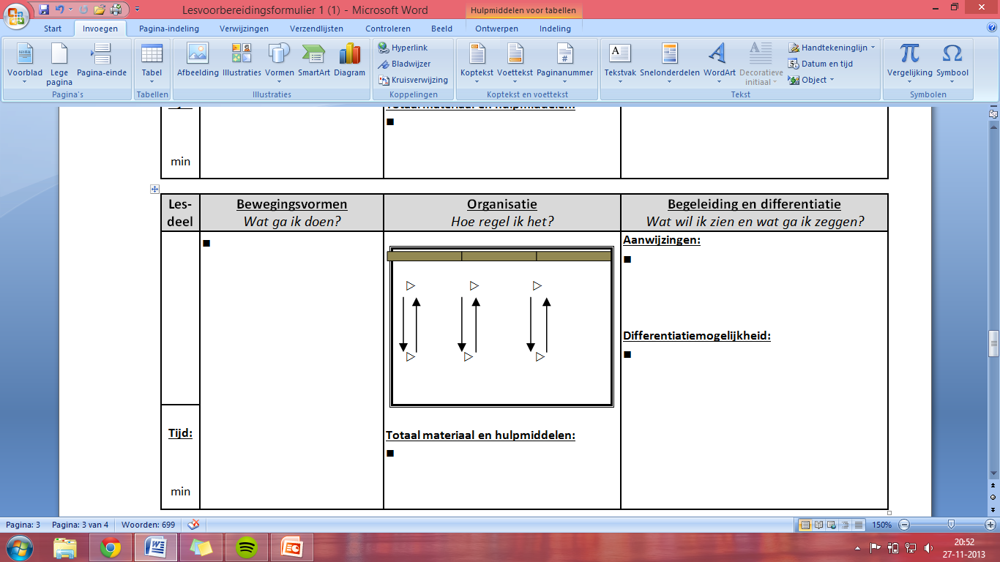 Lesvoorbereidingsformulier 1 (1) - Microsoft Word
Hulpmiddelen voor tabellen
Start Invoegen Pagina-indeling Verwijzingen Verzendlijsten Controleren Beeld Ontwerpen Indeling
Voorblad
Lege pagina
Pagina-einde
Tabel
Afbeelding
Illustraties
Vormen
SmartArt
Diagram
Hyperlink
Bladwijzer
Kruisverwijzing
Koptekst
Voettekst
Paginanummer
Tekstvak
Snelonderdelen
WordArt
Decoratieve initiaal
Handtekeninglijn
Datum en tijd
Object
Vergelijking
Symbool
Pagina's Tabellen Illustraties Koppelingen Koptekst en voettekst Tekst Symbolen
Totaal materiaal en hulpmiddelen:
■
min
Les-
deel
Bewegingsvormen
Wat ga ik doen?
Organisatie
Hoe regel ik het?
Begeleiding en differentiatie
Wat wil ik zien en wat ga ik zeggen?
■
Aanwijzingen:
■
Differentiatiemogelijkheid:
■
Tijd:
min
Totaal materiaal en hulpmiddelen:
■
Pagina: 3 Pagina: 3 van 4 Woorden: 699 150%
20:52
27-11-2013